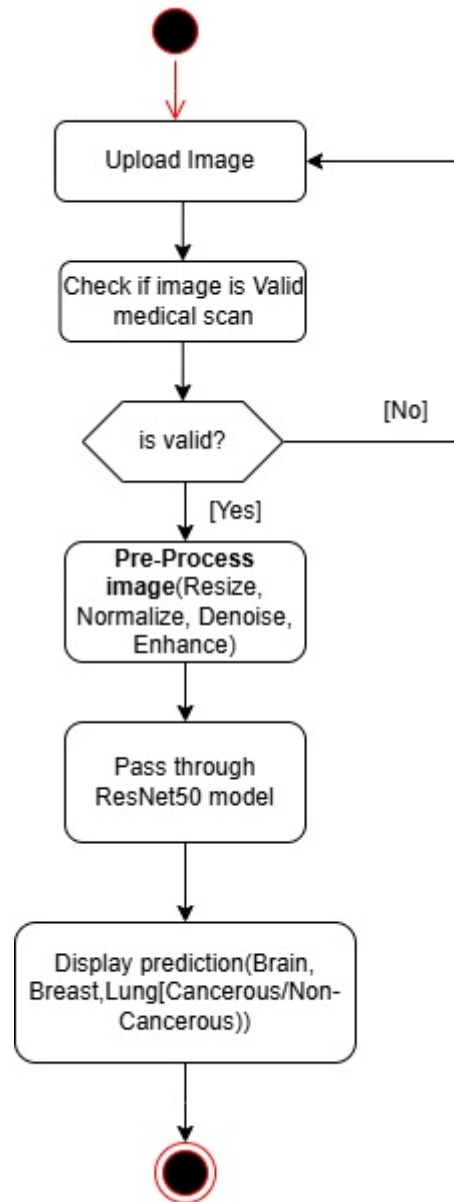 Upload Image
Check if image is Valid
medical scan
is valid?
[No]
[Yes]
Pre-Process
image(Resize,
Normalize, Denoise,
Enhance)
Pass through
ResNet50 model
Display prediction(Brain,
Breast,Lung[Cancerous/Non-
Cancerous))